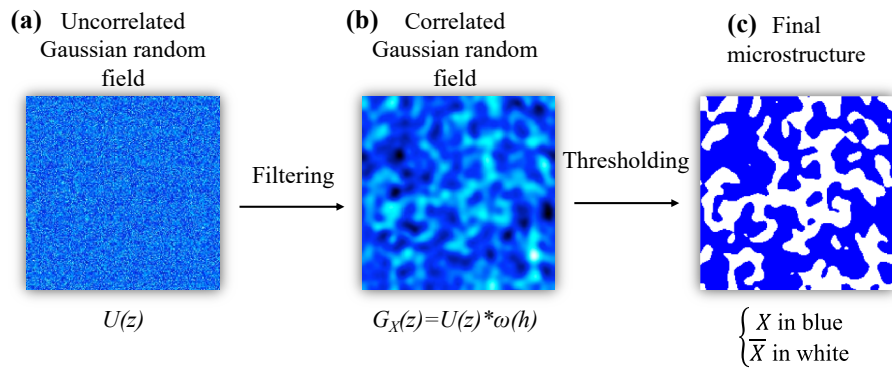 (a) Uncorrelated
Gaussian random
field
(b) Correlated
Gaussian random
field
(c) Final
microstructure
Filtering
Thresholding
U(z)
G_X(z)=U(z)*ω(h)
X in blue
X̅ in white